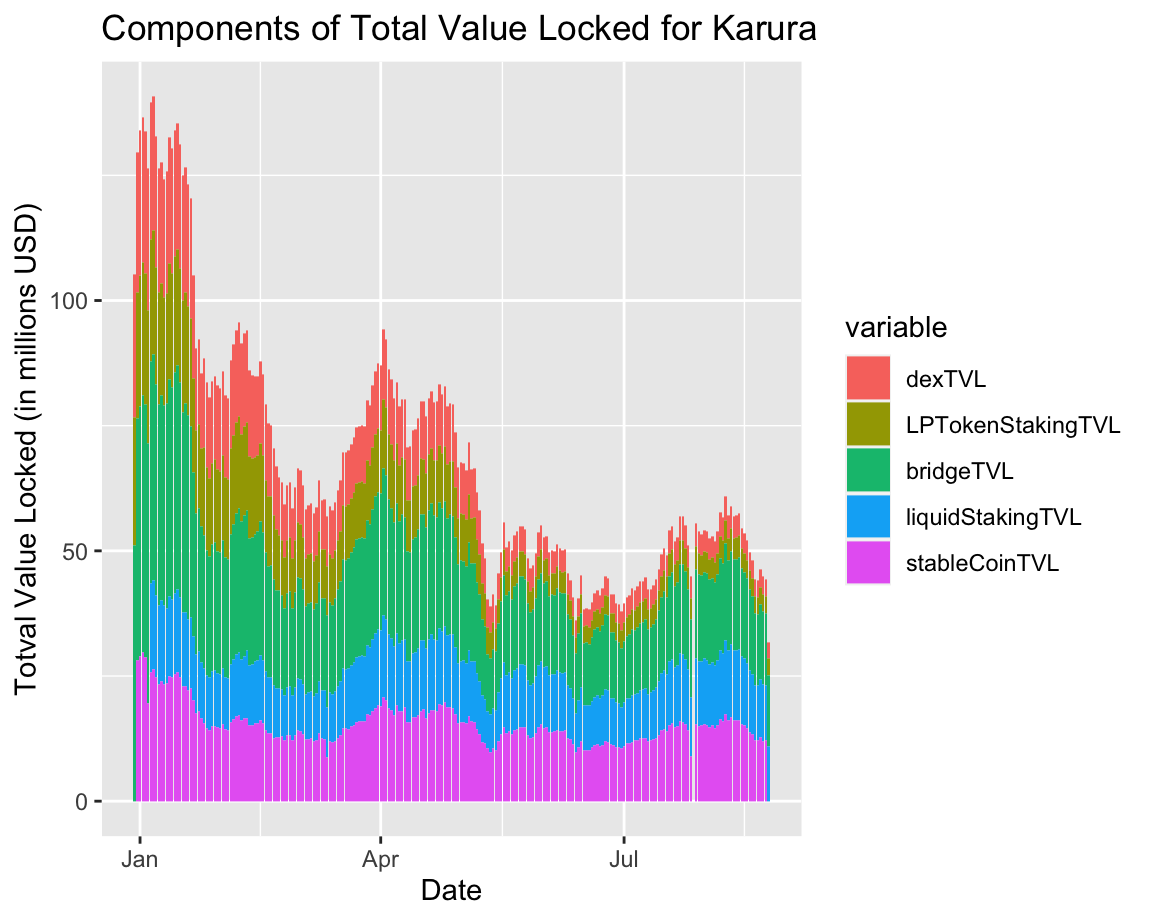 Components of Total Value Locked for Karura
Totval Value Locked (in millions USD)
100
50
0
Jan
Apr
Jul
Date
variable
dexTVL
LPTokenStakingTVL
bridgeTVL
liquidStakingTVL
stableCoinTVL